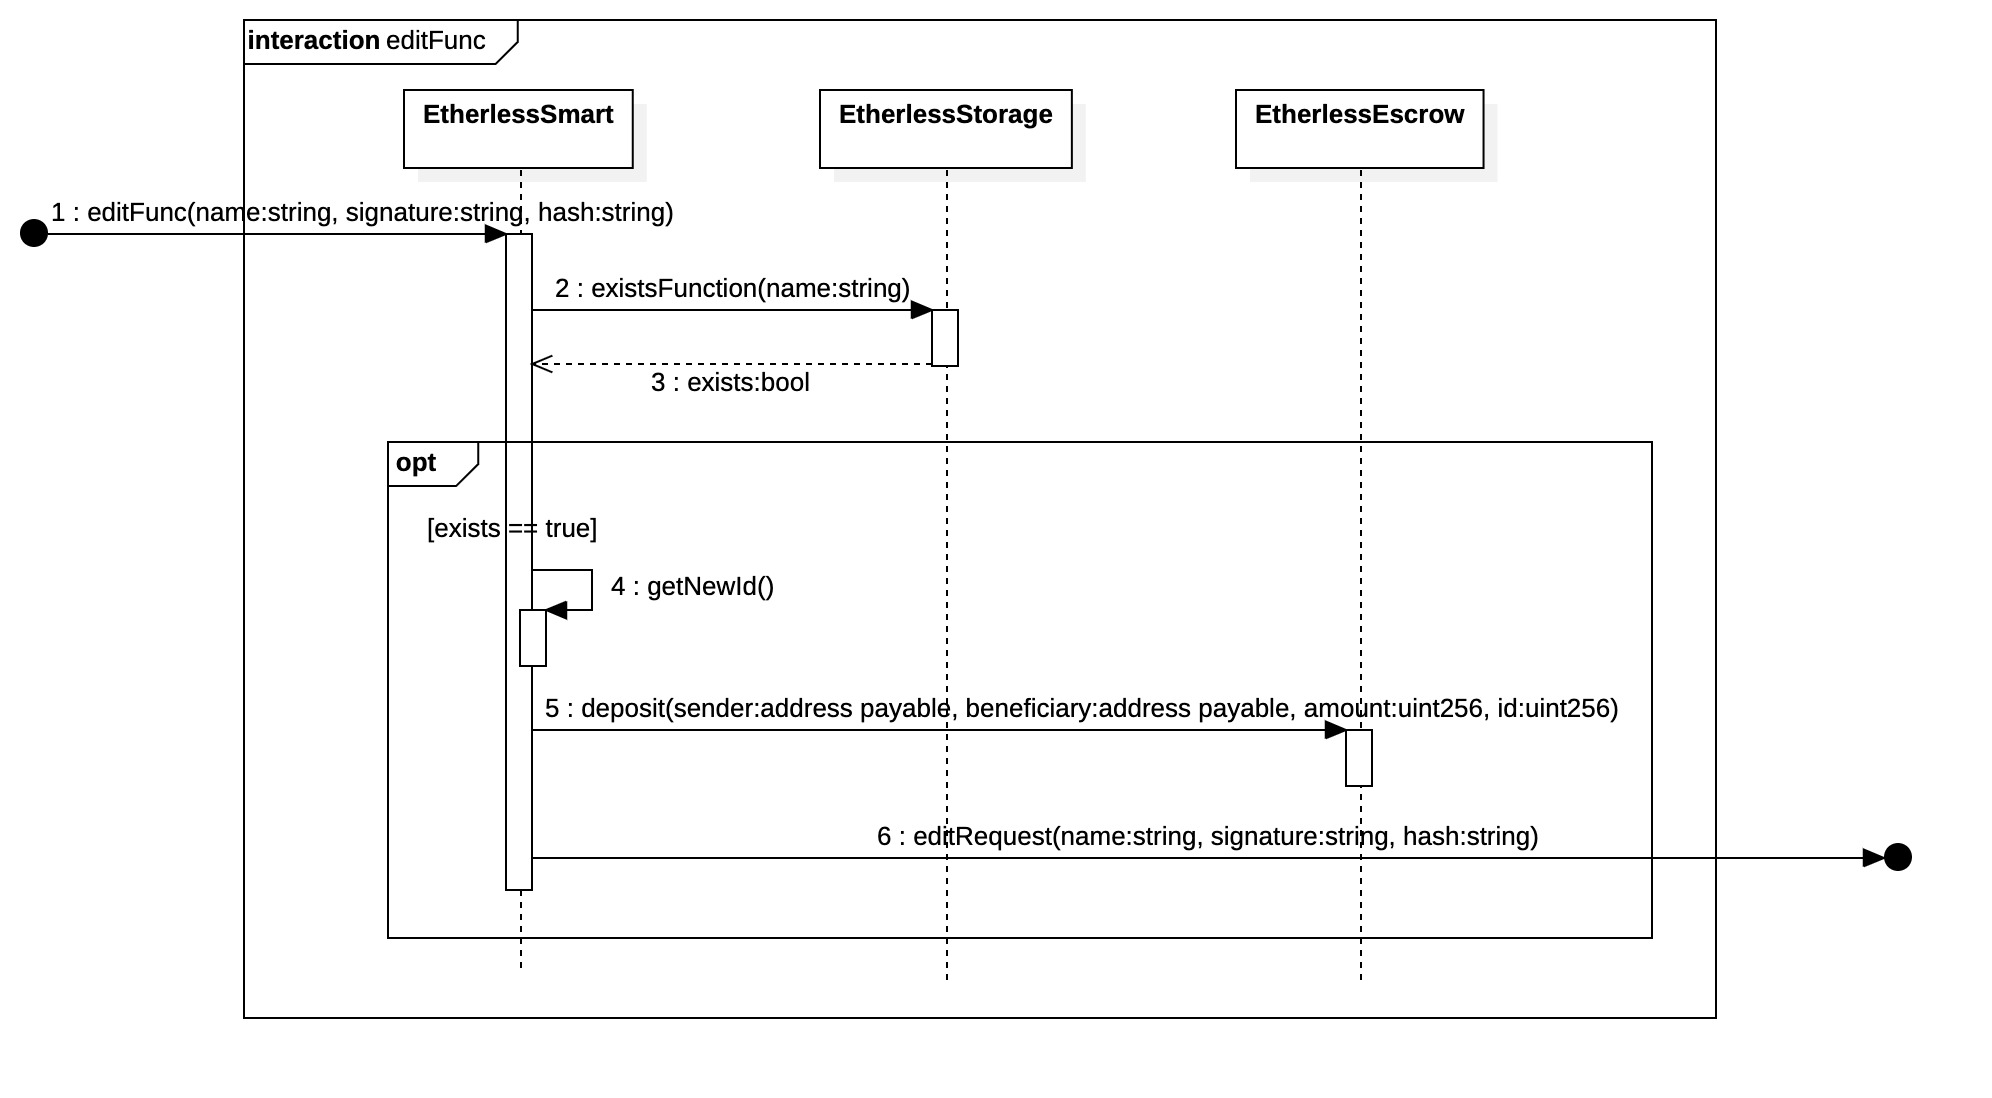 interaction editFunc
EtherlessSmart
EtherlessStorage
EtherlessEscrow
1 : editFunc(name:string, signature:string, hash:string)
2 : existsFunction(name:string)
3 : exists:bool
opt
[exists == true]
4 : getNewId()
5 : deposit(sender:address payable, beneficiary:address payable, amount:uint256, id:uint256)
6 : editRequest(name:string, signature:string, hash:string)